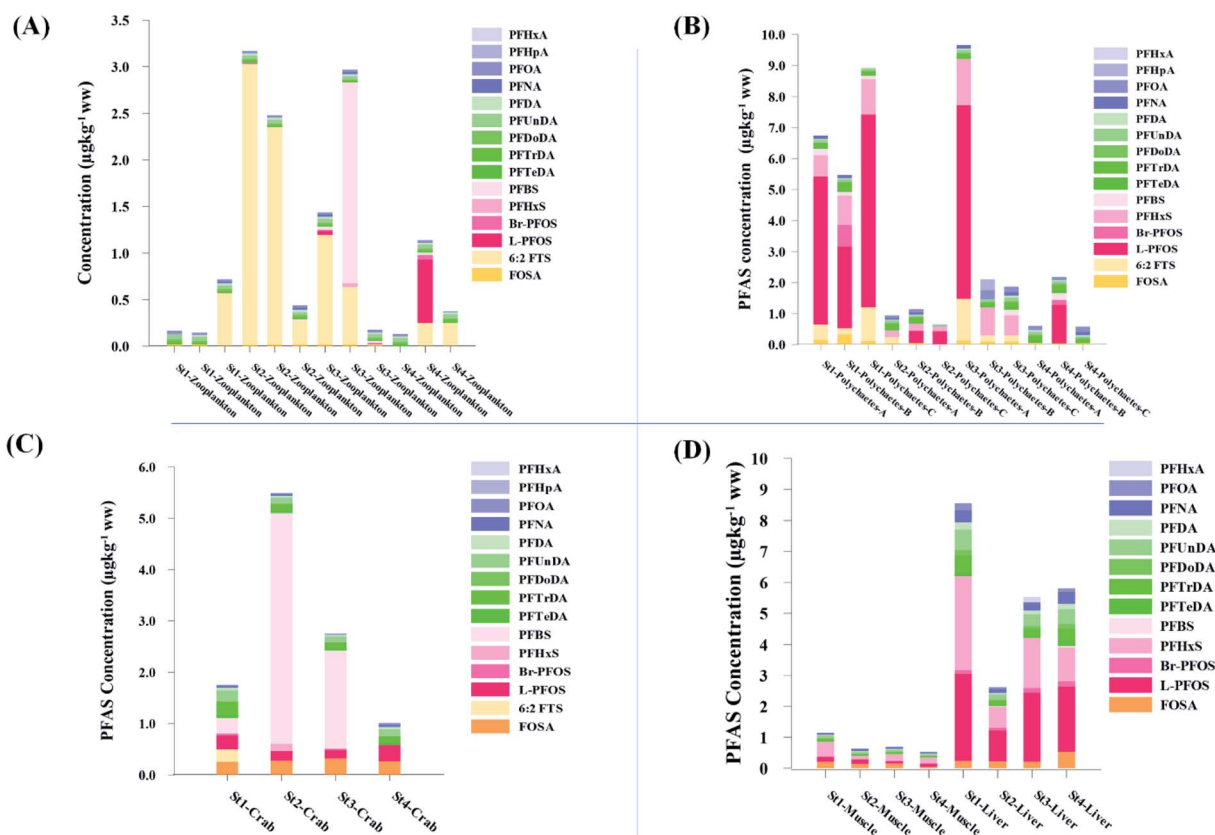 (A)
Concentration (µgkg⁻¹ ww)
3.5
3.0
2.5
2.0
1.5
1.0
0.5
0.0
St1-Zooplankton
St1-Zooplankton
St1-Zooplankton
St2-Zooplankton
St2-Zooplankton
St2-Zooplankton
St3-Zooplankton
St3-Zooplankton
St3-Zooplankton
St4-Zooplankton
St4-Zooplankton
St4-Zooplankton
PFHxA
PFHpA
PFOA
PFNA
PFDA
PFUnDA
PFDoDA
PFTrDA
PFTeDA
PFBS
PFHxS
Br-PFOS
L-PFOS
6:2 FTS
FOSA
(B)
PFAS concentration (µgkg⁻¹ ww)
10.0
9.0
8.0
7.0
6.0
5.0
4.0
3.0
2.0
1.0
0.0
St1-Polychaetes-A
St1-Polychaetes-B
St1-Polychaetes-C
St2-Polychaetes-A
St2-Polychaetes-B
St2-Polychaetes-C
St3-Polychaetes-A
St3-Polychaetes-B
St3-Polychaetes-C
St4-Polychaetes-A
St4-Polychaetes-B
St4-Polychaetes-C
PFHxA
PFHpA
PFOA
PFNA
PFDA
PFUnDA
PFDoDA
PFTrDA
PFTeDA
PFBS
PFHxS
Br-PFOS
L-PFOS
6:2 FTS
FOSA
(C)
PFAS Concentration (µgkg⁻¹ ww)
6.0
5.0
4.0
3.0
2.0
1.0
0.0
St1-Crab
St2-Crab
St3-Crab
St4-Crab
PFHxA
PFHpA
PFOA
PFNA
PFDA
PFUnDA
PFDoDA
PFTrDA
PFTeDA
PFBS
PFHxS
Br-PFOS
L-PFOS
6:2 FTS
FOSA
(D)
PFAS Concentration (µgkg⁻¹ ww)
10
9
8
7
6
5
4
3
2
1
0
St1-Muscle
St2-Muscle
St3-Muscle
St4-Muscle
St1-Liver
St2-Liver
St3-Liver
St4-Liver
PFHxA
PFOA
PFNA
PFDA
PFUnDA
PFDoDA
PFTrDA
PFTeDA
PFBS
PFHxS
Br-PFOS
L-PFOS
FOSA